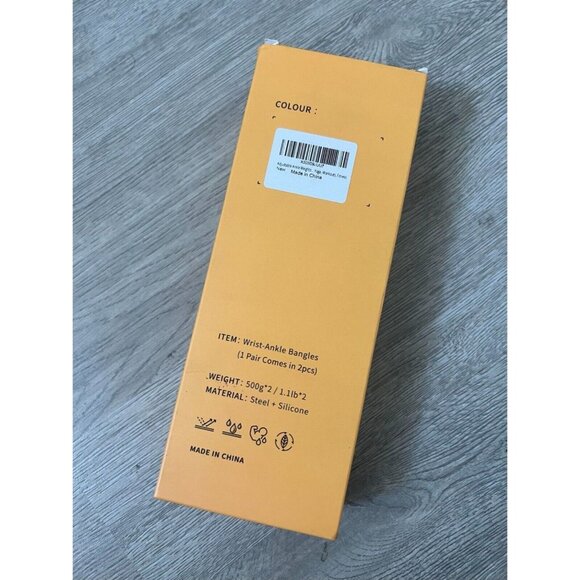 COLOUR :
New Made in China
ITEM: Wrist-Ankle Bangles
(1 Pair Comes in 2pcs)
.WEIGHT: 500g*2 / 1.1lb*2
MATERIAL: Steel + Silicone
MADE IN CHINA